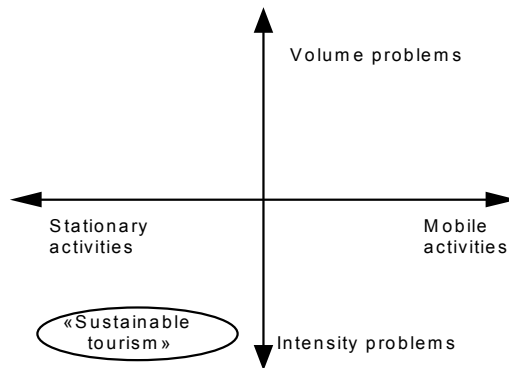 Volume problems
Stationary
activities
Mobile
activities
«Sustainable
tourism»
Intensity problems